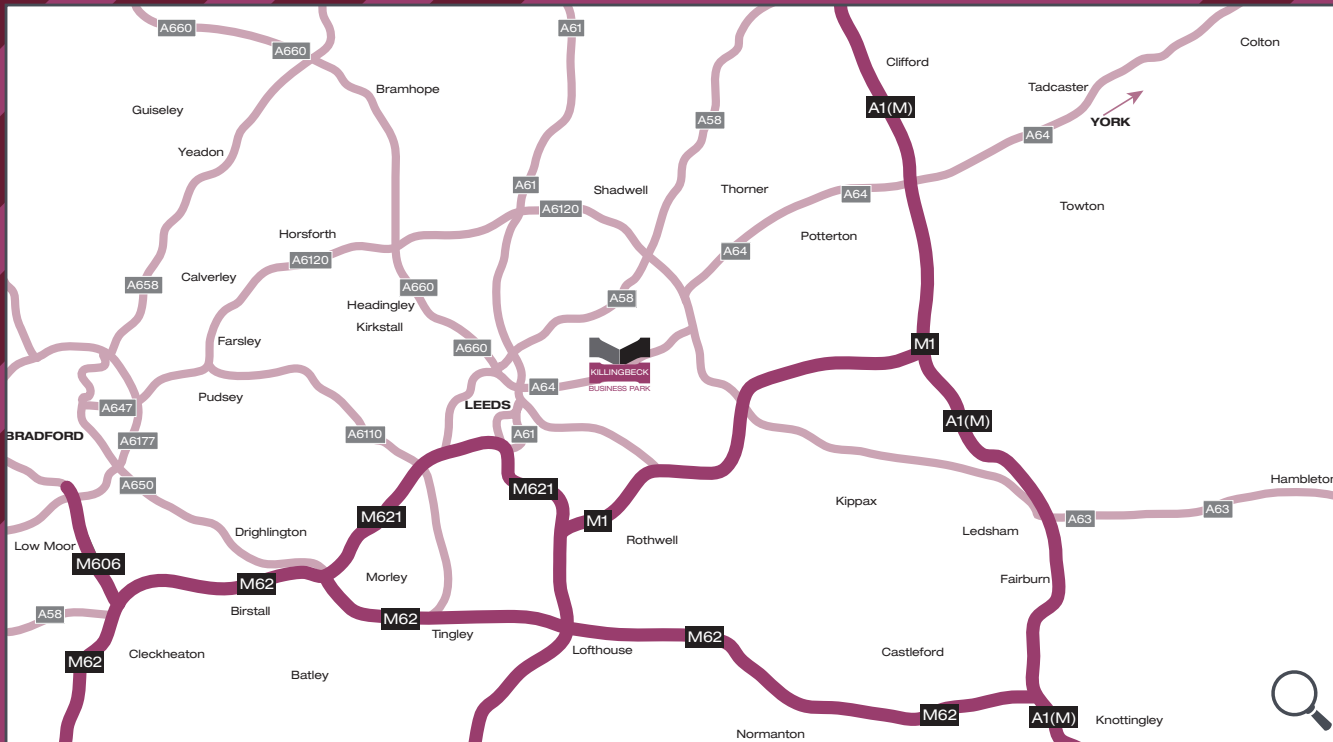 A660
A61
A660
Colton
Clifford
Tadcaster
Bramhope
A1(M)
Guiseley
A58
YORK
A64
Yeadon
A61
Shadwell
Thorner
A64
Towton
A6120
Horsforth
Potterton
A64
A6120
Calverley
A658
A660
Headingley
A58
Kirkstall
Farsley
A660
M1
KILLINGBECK
BUSINESS PARK
A64
Pudsey
LEEDS
A647
A1(M)
BRADFORD
A6177
A6110
A61
A650
M621
Hambleton
Kippax
M621
M1
A63
A63
Drighlington
Ledsham
Rothwell
Low Moor
M606
Morley
Fairburn
M62
Birstall
A58
M62
Tingley
M62
Lofthouse
Cleckheaton
Castleford
M62
Batley
M62
A1(M)
Knottingley
Normanton